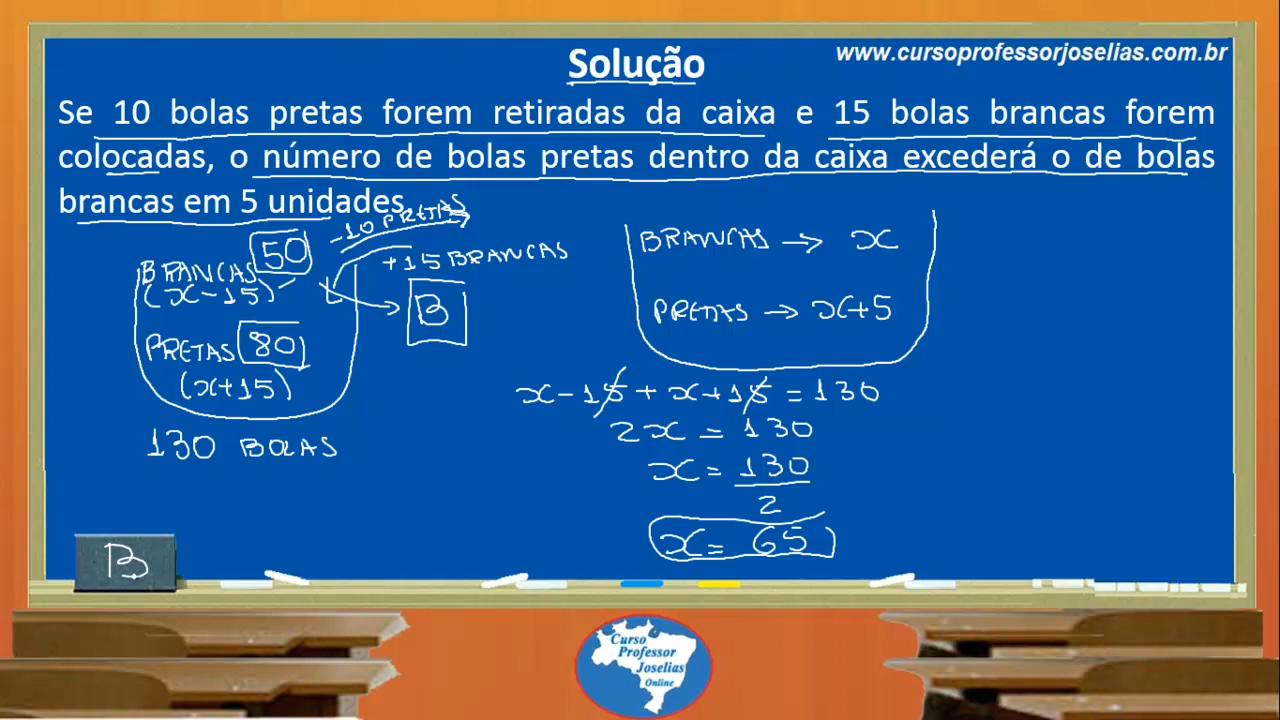 Solução
www.cursoprofessorjoselias.com.br
Se 10 bolas pretas forem retiradas da caixa e 15 bolas brancas forem
colocadas, o número de bolas pretas dentro da caixa excederá o de bolas
brancas em 5 unidades.
-10 PRETAS
+15 BRANCAS
BRANCAS 50
(x-15)
B
PRETAS 80
(x+15)
130 BOLAS
BRANCAS → x
PRETAS → x+5
x-15+x+15=130
2x = 130
x = 130
2
x = 65
B
Curso
Professor
Joselias
Online